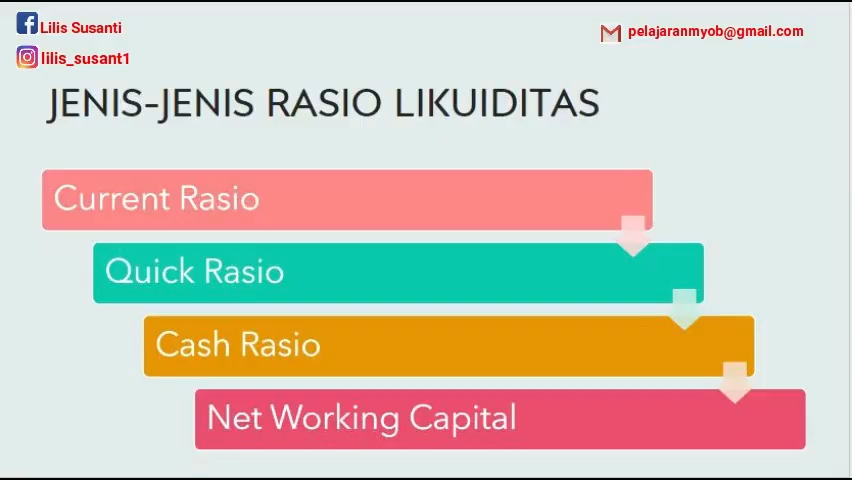 Lilis Susanti
lilis_susant1
pelajaranmyob@gmail.com
JENIS-JENIS RASIO LIKUIDITAS
Current Rasio
Quick Rasio
Cash Rasio
Net Working Capital